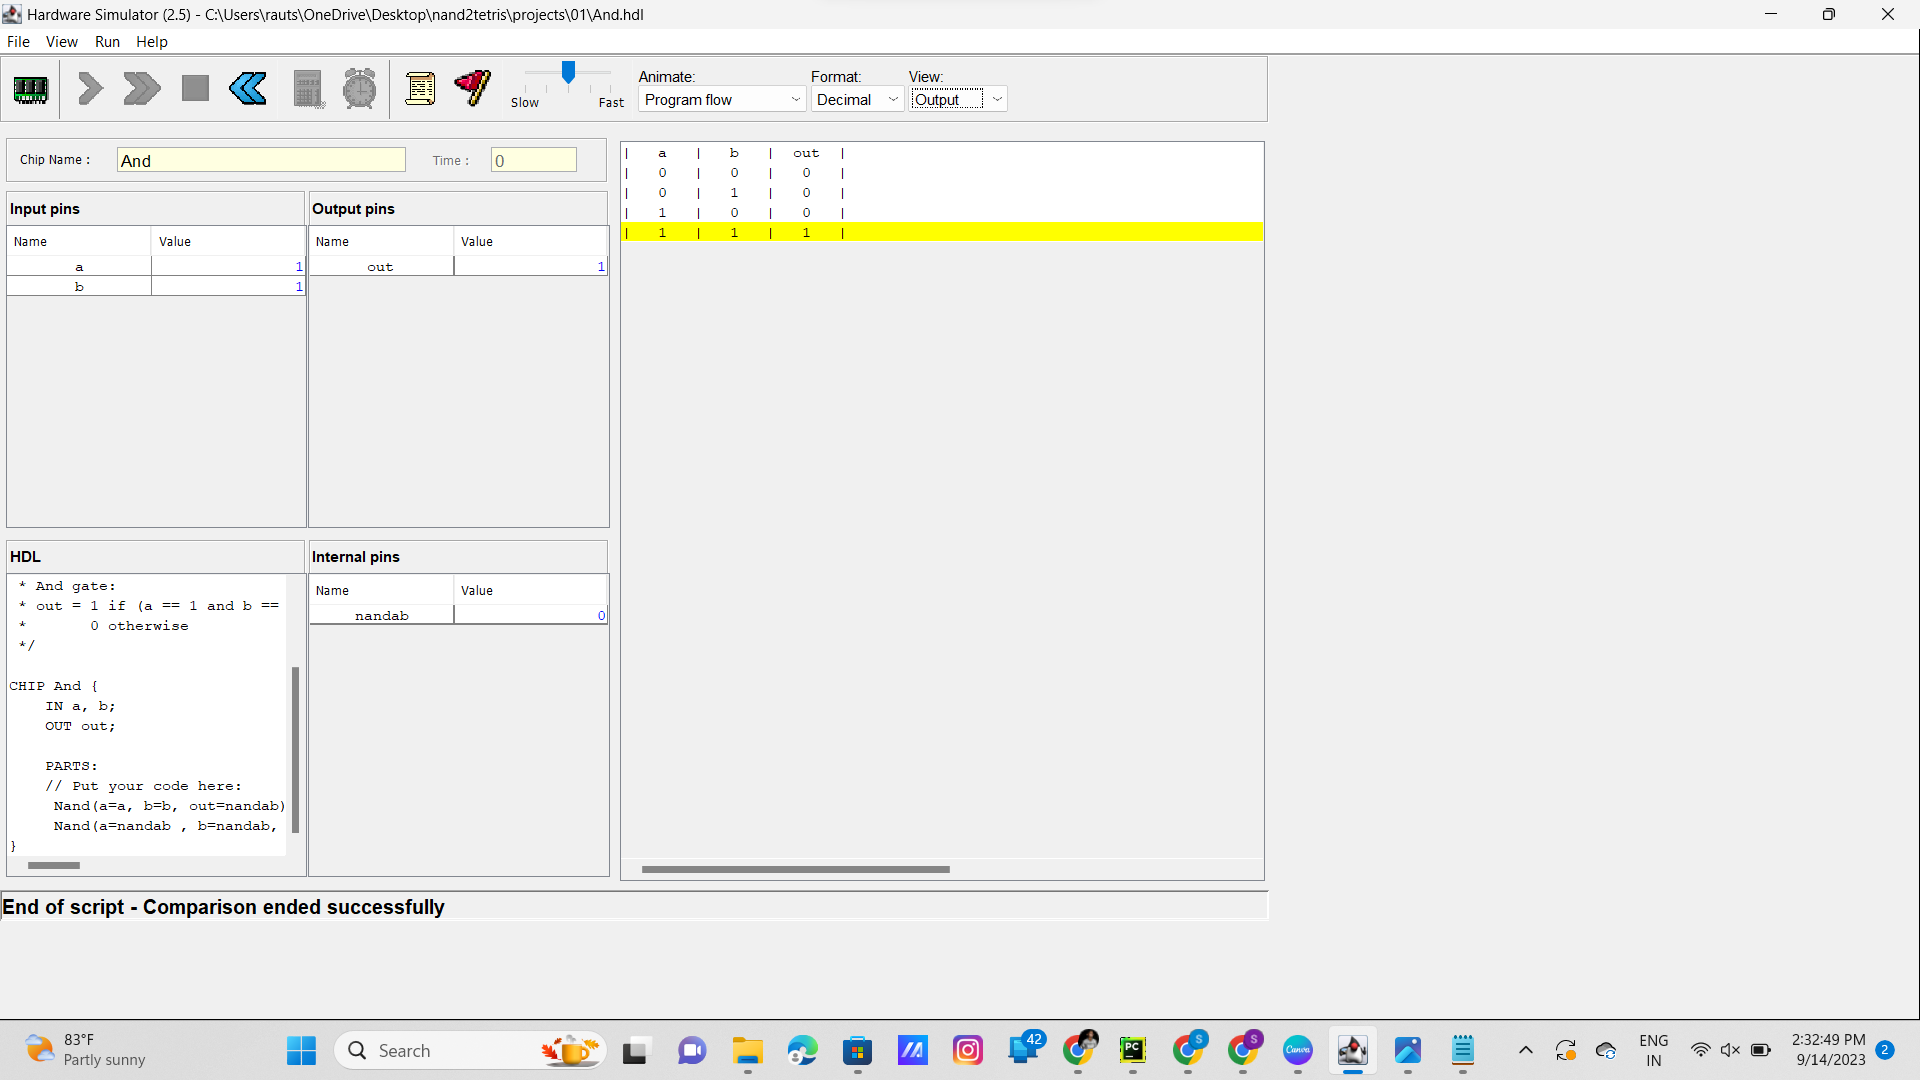 Hardware Simulator (2.5) - C:\Users\rauts\OneDrive\Desktop\nand2tetris\projects\01\And.hdl
File View Run Help
Slow Fast
Animate: Format: View:
Program flow Decimal Output
Chip Name : And Time : 0
Input pins
Name Value
a 1
b 1
Output pins
Name Value
out 1
HDL
* And gate:
* out = 1 if (a == 1 and b ==
* 0 otherwise
*/
CHIP And {
IN a, b;
OUT out;
PARTS:
// Put your code here:
Nand(a=a, b=b, out=nandab)
Nand(a=nandab , b=nandab,
}
Internal pins
Name Value
nandab 0
| a | b | out |
| 0 | 0 | 0 |
| 0 | 1 | 0 |
| 1 | 0 | 0 |
| 1 | 1 | 1 |
End of script - Comparison ended successfully
83°F
Partly sunny
Search
42
PC
S
S
Canva
ENG
IN
2:32:49 PM
9/14/2023
2